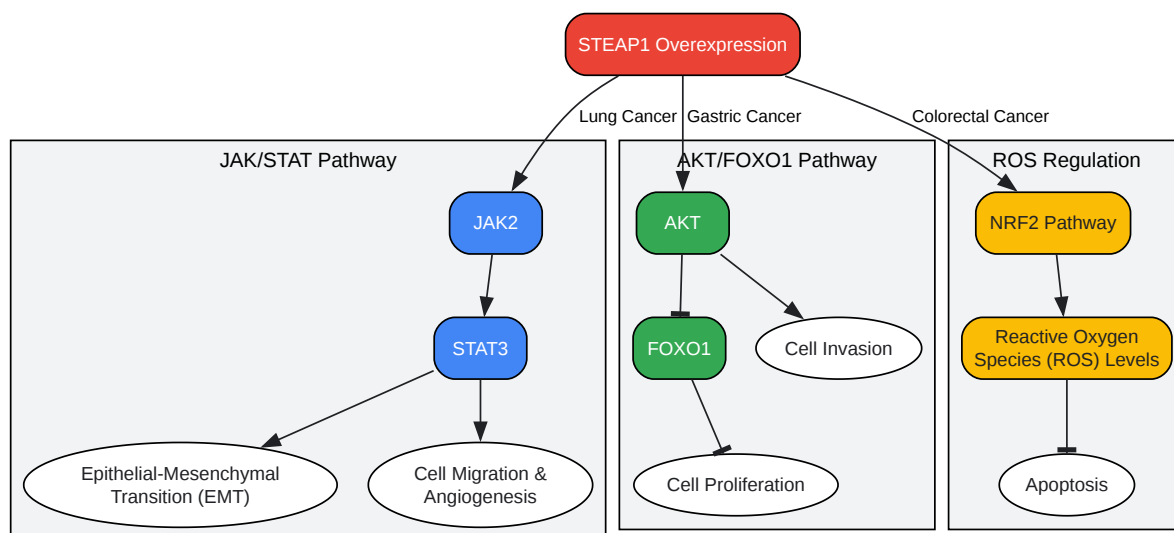 STEAP1 Overexpression
Lung Cancer
Gastric Cancer
Colorectal Cancer
JAK/STAT Pathway
AKT/FOXO1 Pathway
ROS Regulation
JAK2
AKT
NRF2 Pathway
STAT3
FOXO1
Cell Invasion
Reactive Oxygen
Species (ROS) Levels
Epithelial-Mesenchymal
Transition (EMT)
Cell Migration &
Angiogenesis
Cell Proliferation
Apoptosis